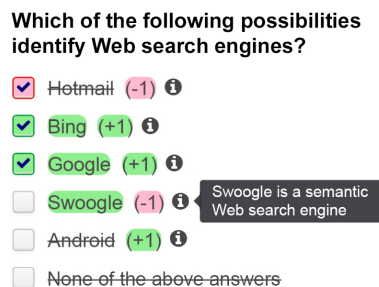 Which of the following possibilities
identify Web search engines?
Hotmail (-1)
Bing (+1)
Google (+1)
Swoogle (-1)
Swoogle is a semantic
Web search engine
Android (+1)
None of the above answers